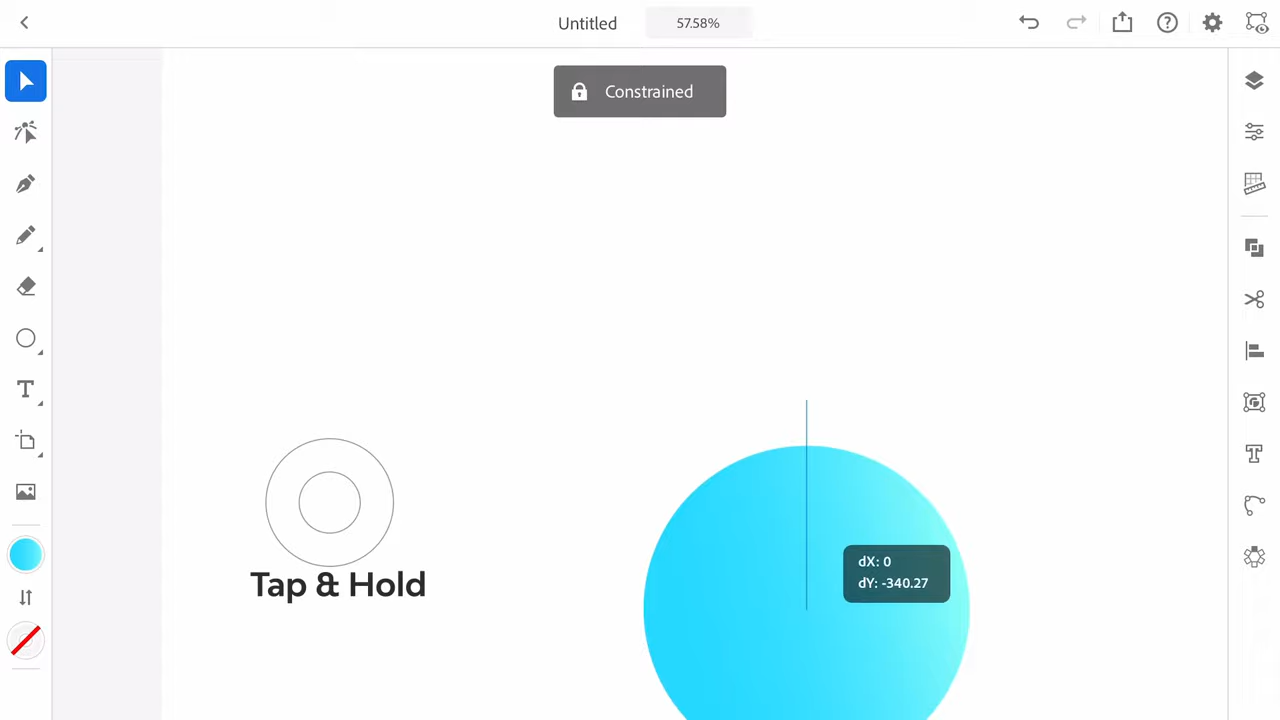 Untitled
57.58%
Constrained
Tap & Hold
dX: 0
dY: -340.27